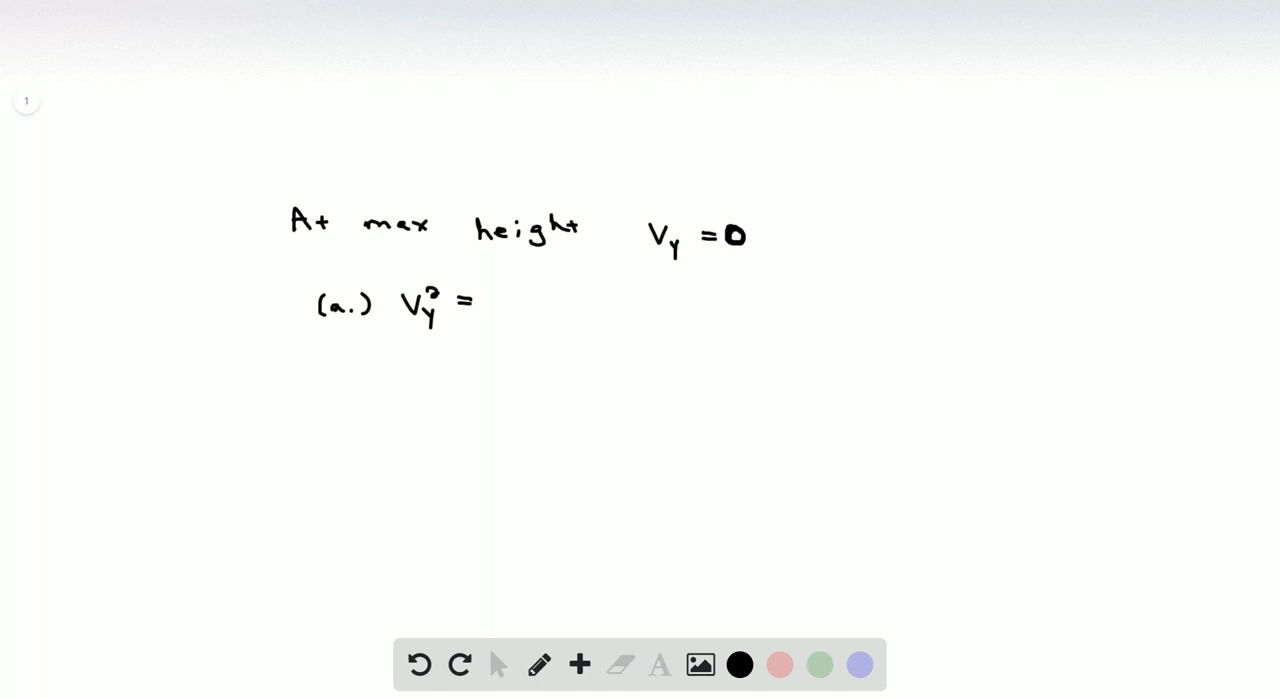 1
At max height Vy = 0
(a.) Vy² =
A